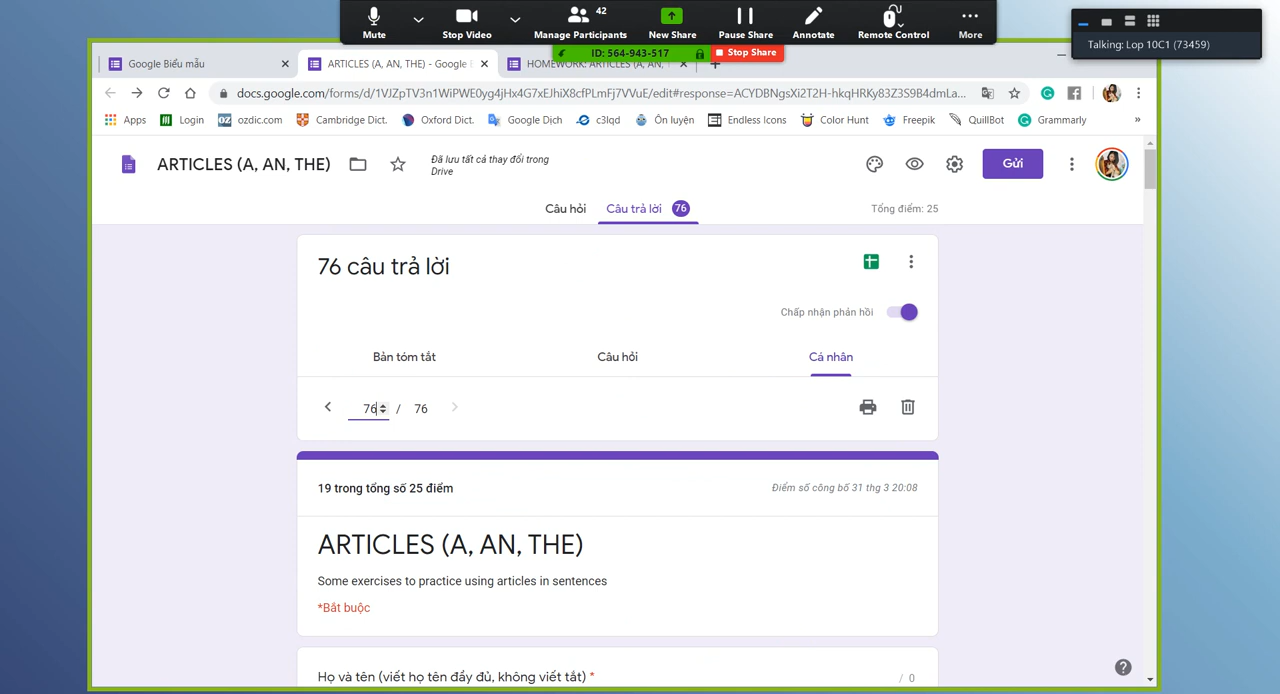 42
Mute
Stop Video
Manage Participants
New Share
Pause Share
Annotate
Remote Control
More
ID: 564-943-517
Stop Share
Talking: Lop 10C1 (73459)
Google Biểu mẫu
ARTICLES (A, AN, THE) - Google
HOMEWORK: ARTICLES (A, AN,
docs.google.com/forms/d/1VJZpTV3n1WiPWE0yg4jHx4G7xEJhiX8cfPLmFj7VVuE/edit#response=ACYDBNgsXi2T2H-hkqHRKy83Z3S9B4dmLa...
Apps
Login
ozdic.com
Cambridge Dict.
Oxford Dict.
Google Dịch
c3lqd
Ôn luyện
Endless Icons
Color Hunt
Freepik
QuillBot
Grammarly
»
ARTICLES (A, AN, THE)
Đã lưu tất cả thay đổi trong
Drive
Gửi
Câu hỏi
Câu trả lời 76
Tổng điểm: 25
76 câu trả lời
Chấp nhận phản hồi
Bản tóm tắt
Câu hỏi
Cá nhân
76 / 76
19 trong tổng số 25 điểm
Điểm số công bố 31 thg 3 20:08
ARTICLES (A, AN, THE)
Some exercises to practice using articles in sentences
*Bắt buộc
Họ và tên (viết họ tên đầy đủ, không viết tắt) *
/ 0